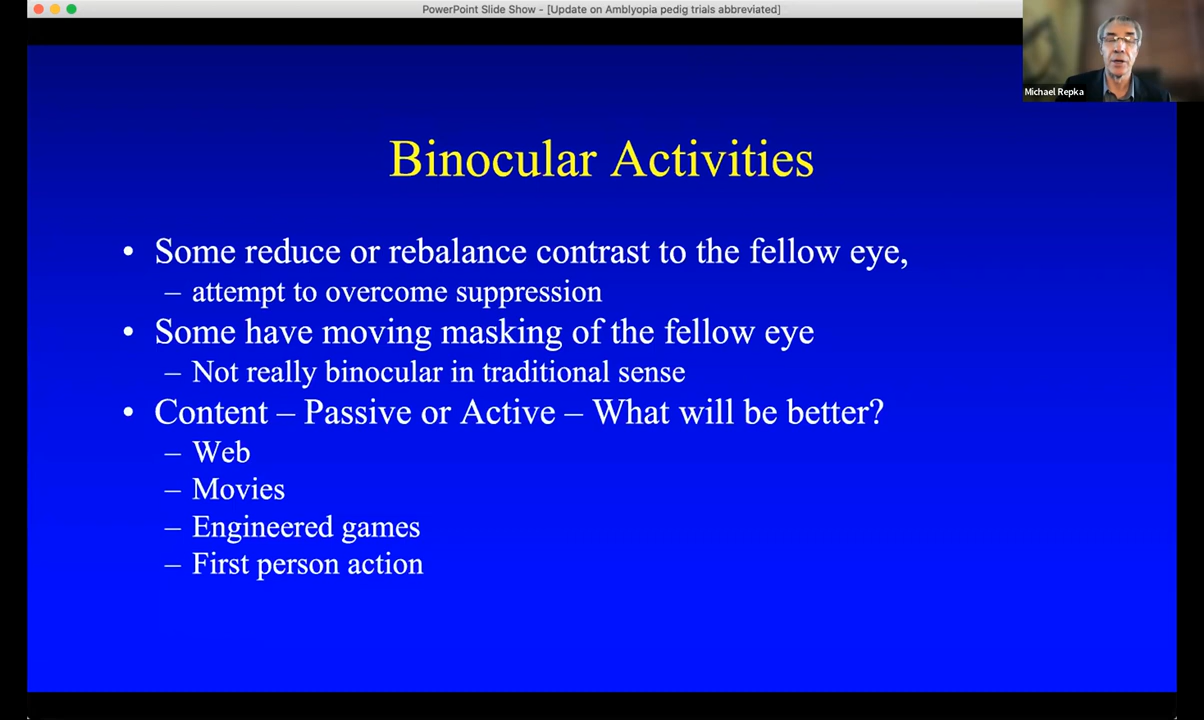 PowerPoint Slide Show - [Update on Amblyopia pedig trials abbreviated]
Michael Repka
Binocular Activities
• Some reduce or rebalance contrast to the fellow eye,
– attempt to overcome suppression
• Some have moving masking of the fellow eye
– Not really binocular in traditional sense
• Content – Passive or Active – What will be better?
– Web
– Movies
– Engineered games
– First person action